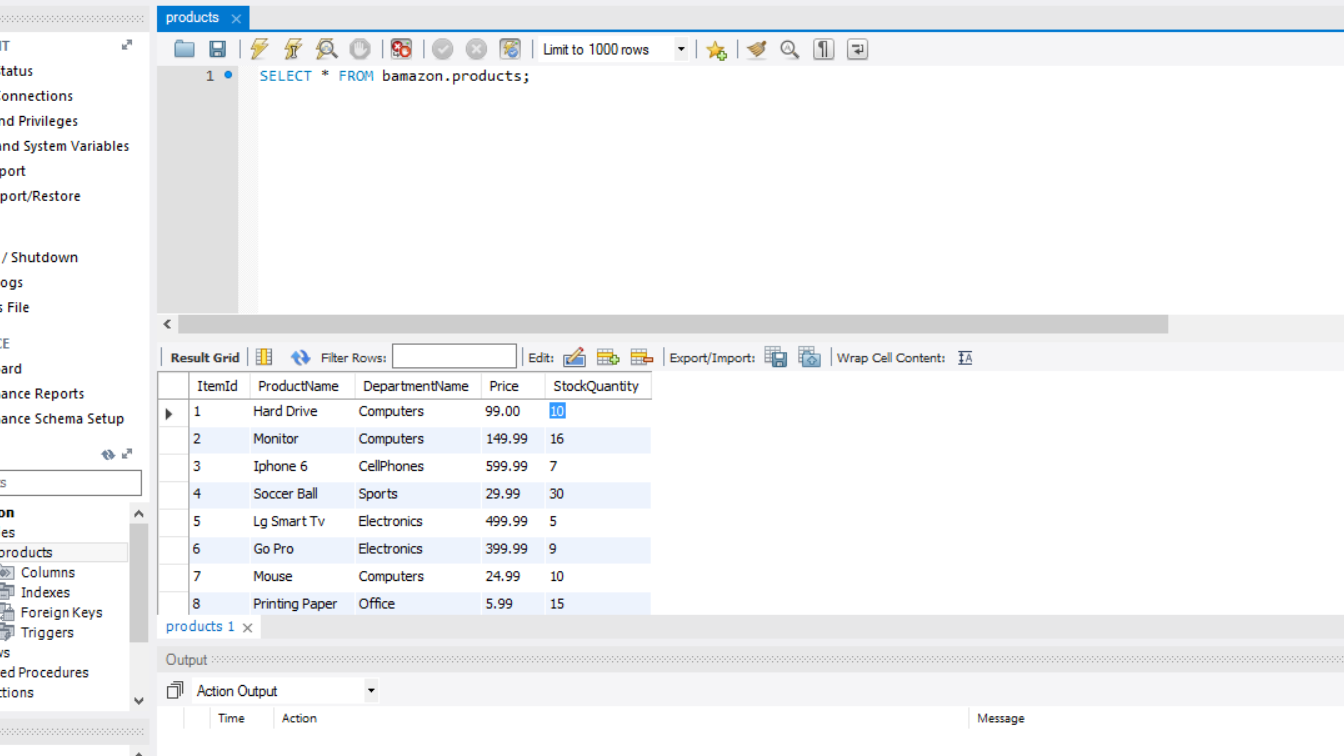 products
tatus
onnections
nd Privileges
and System Variables
port
port/Restore
/ Shutdown
ogs
s File
CE
ard
ance Reports
ance Schema Setup
on
es
products
Columns
Indexes
Foreign Keys
Triggers
ws
ed Procedures
ctions
Limit to 1000 rows
1 SELECT * FROM bamazon.products;
Result Grid Filter Rows: Edit: Export/Import: Wrap Cell Content:
ItemId ProductName DepartmentName Price StockQuantity
1 Hard Drive Computers 99.00 10
2 Monitor Computers 149.99 16
3 Iphone 6 CellPhones 599.99 7
4 Soccer Ball Sports 29.99 30
5 Lg Smart Tv Electronics 499.99 5
6 Go Pro Electronics 399.99 9
7 Mouse Computers 24.99 10
8 Printing Paper Office 5.99 15
products 1
Output
Action Output
Time Action Message